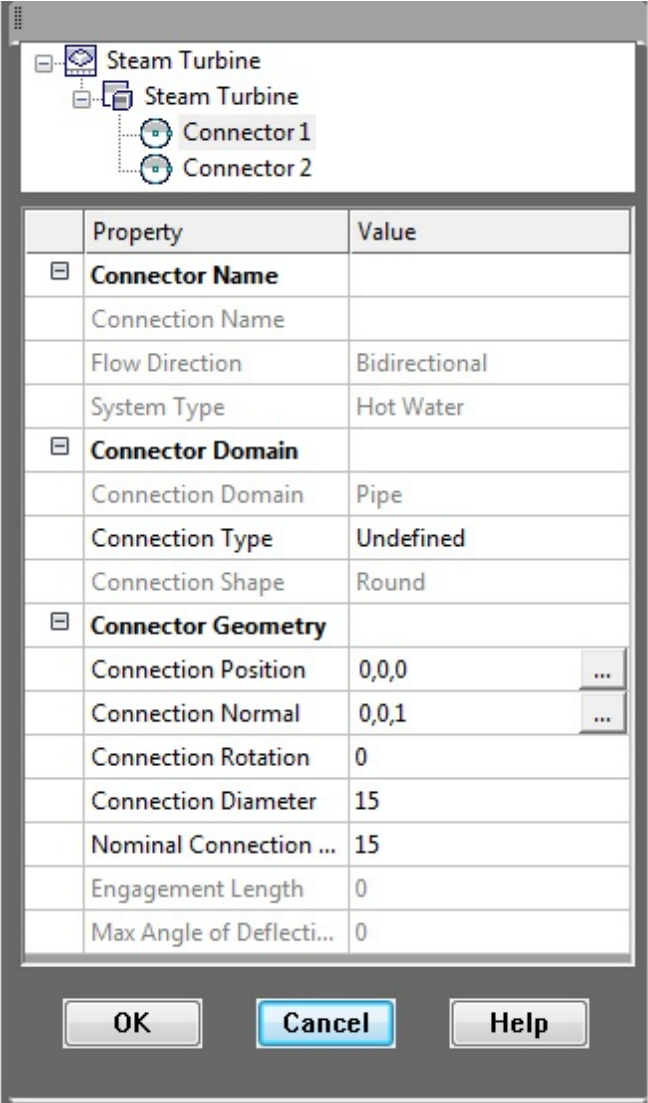 Steam Turbine
Steam Turbine
Connector 1
Connector 2
Property Value
Connector Name
Connection Name
Flow Direction Bidirectional
System Type Hot Water
Connector Domain
Connection Domain Pipe
Connection Type Undefined
Connection Shape Round
Connector Geometry
Connection Position 0,0,0 ...
Connection Normal 0,0,1 ...
Connection Rotation 0
Connection Diameter 15
Nominal Connection ... 15
Engagement Length 0
Max Angle of Deflecti... 0
OK Cancel Help